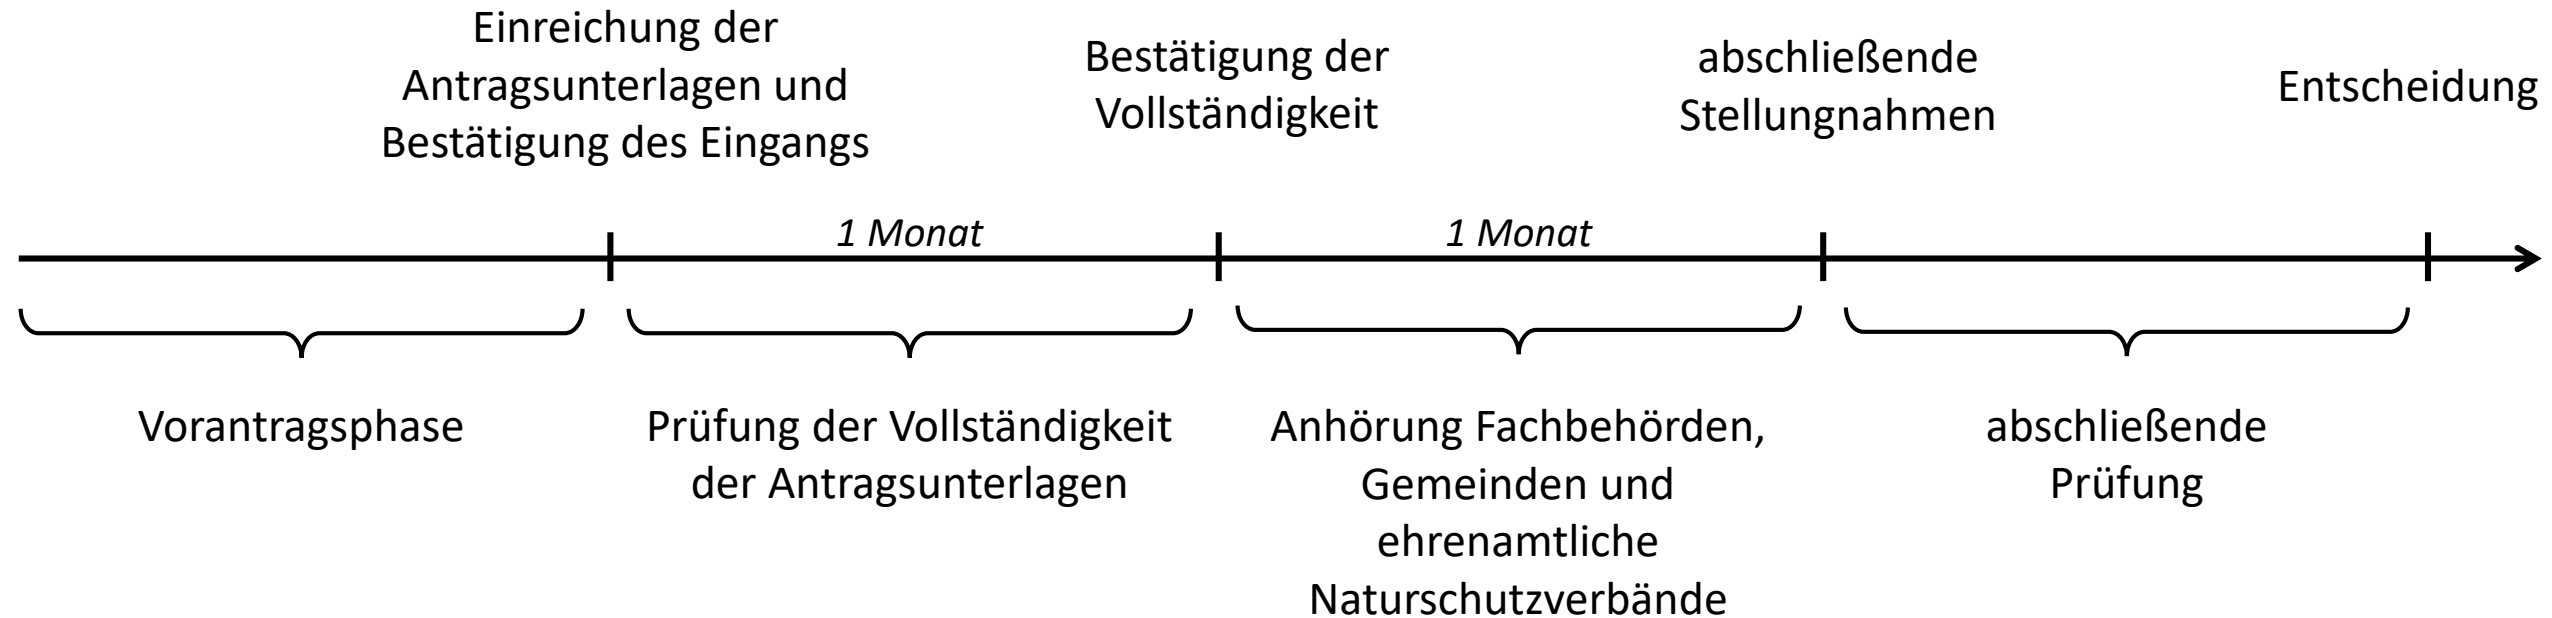 Einreichung der
Antragsunterlagen und
Bestätigung des Eingangs
Bestätigung der
Vollständigkeit
abschließende
Stellungnahmen
Entscheidung
1 Monat
1 Monat
Vorantragsphase
Prüfung der Vollständigkeit
der Antragsunterlagen
Anhörung Fachbehörden,
Gemeinden und
ehrenamtliche
Naturschutzverbände
abschließende
Prüfung